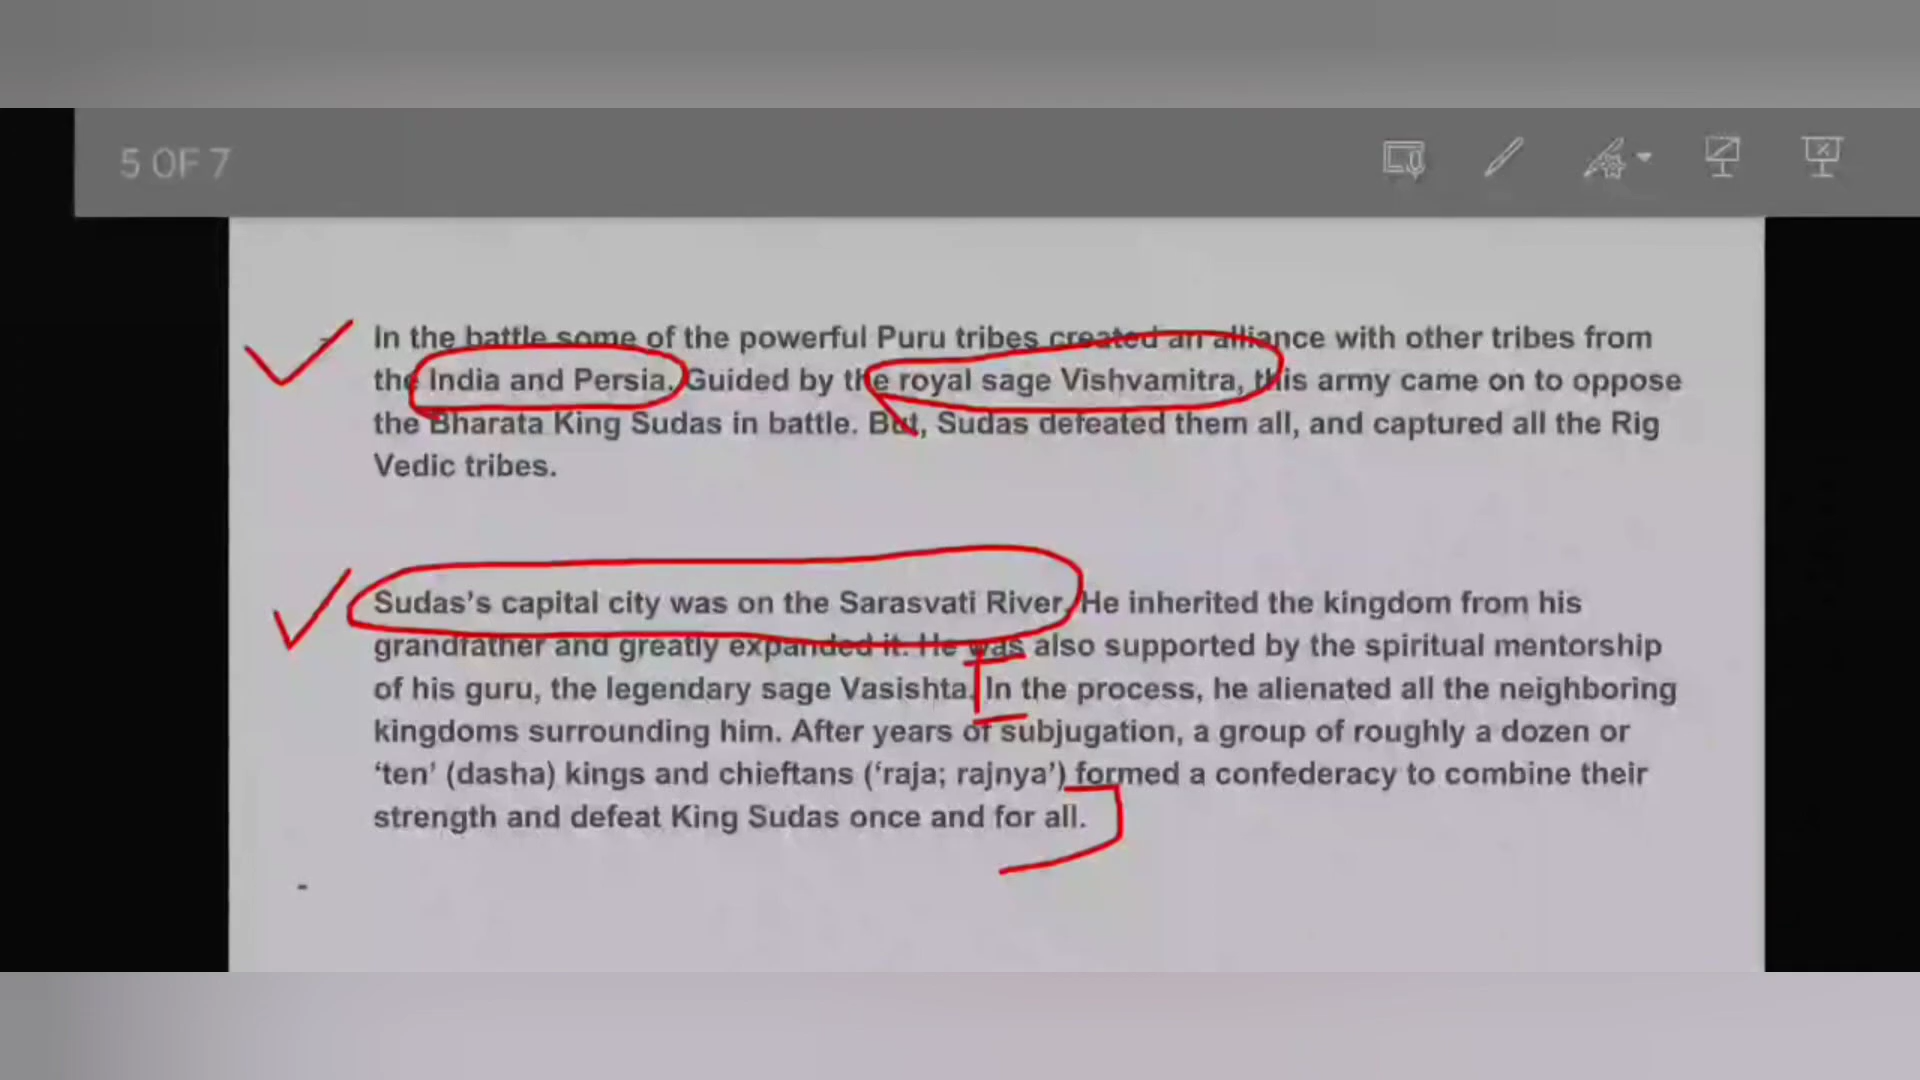 5 OF 7
In the battle some of the powerful Puru tribes created an alliance with other tribes from
the India and Persia. Guided by the royal sage Vishvamitra, this army came on to oppose
the Bharata King Sudas in battle. But, Sudas defeated them all, and captured all the Rig
Vedic tribes.
Sudas’s capital city was on the Sarasvati River. He inherited the kingdom from his
grandfather and greatly expanded it. He was also supported by the spiritual mentorship
of his guru, the legendary sage Vasishta. In the process, he alienated all the neighboring
kingdoms surrounding him. After years of subjugation, a group of roughly a dozen or
‘ten’ (dasha) kings and chieftans (‘raja; rajnya’) formed a confederacy to combine their
strength and defeat King Sudas once and for all.
-